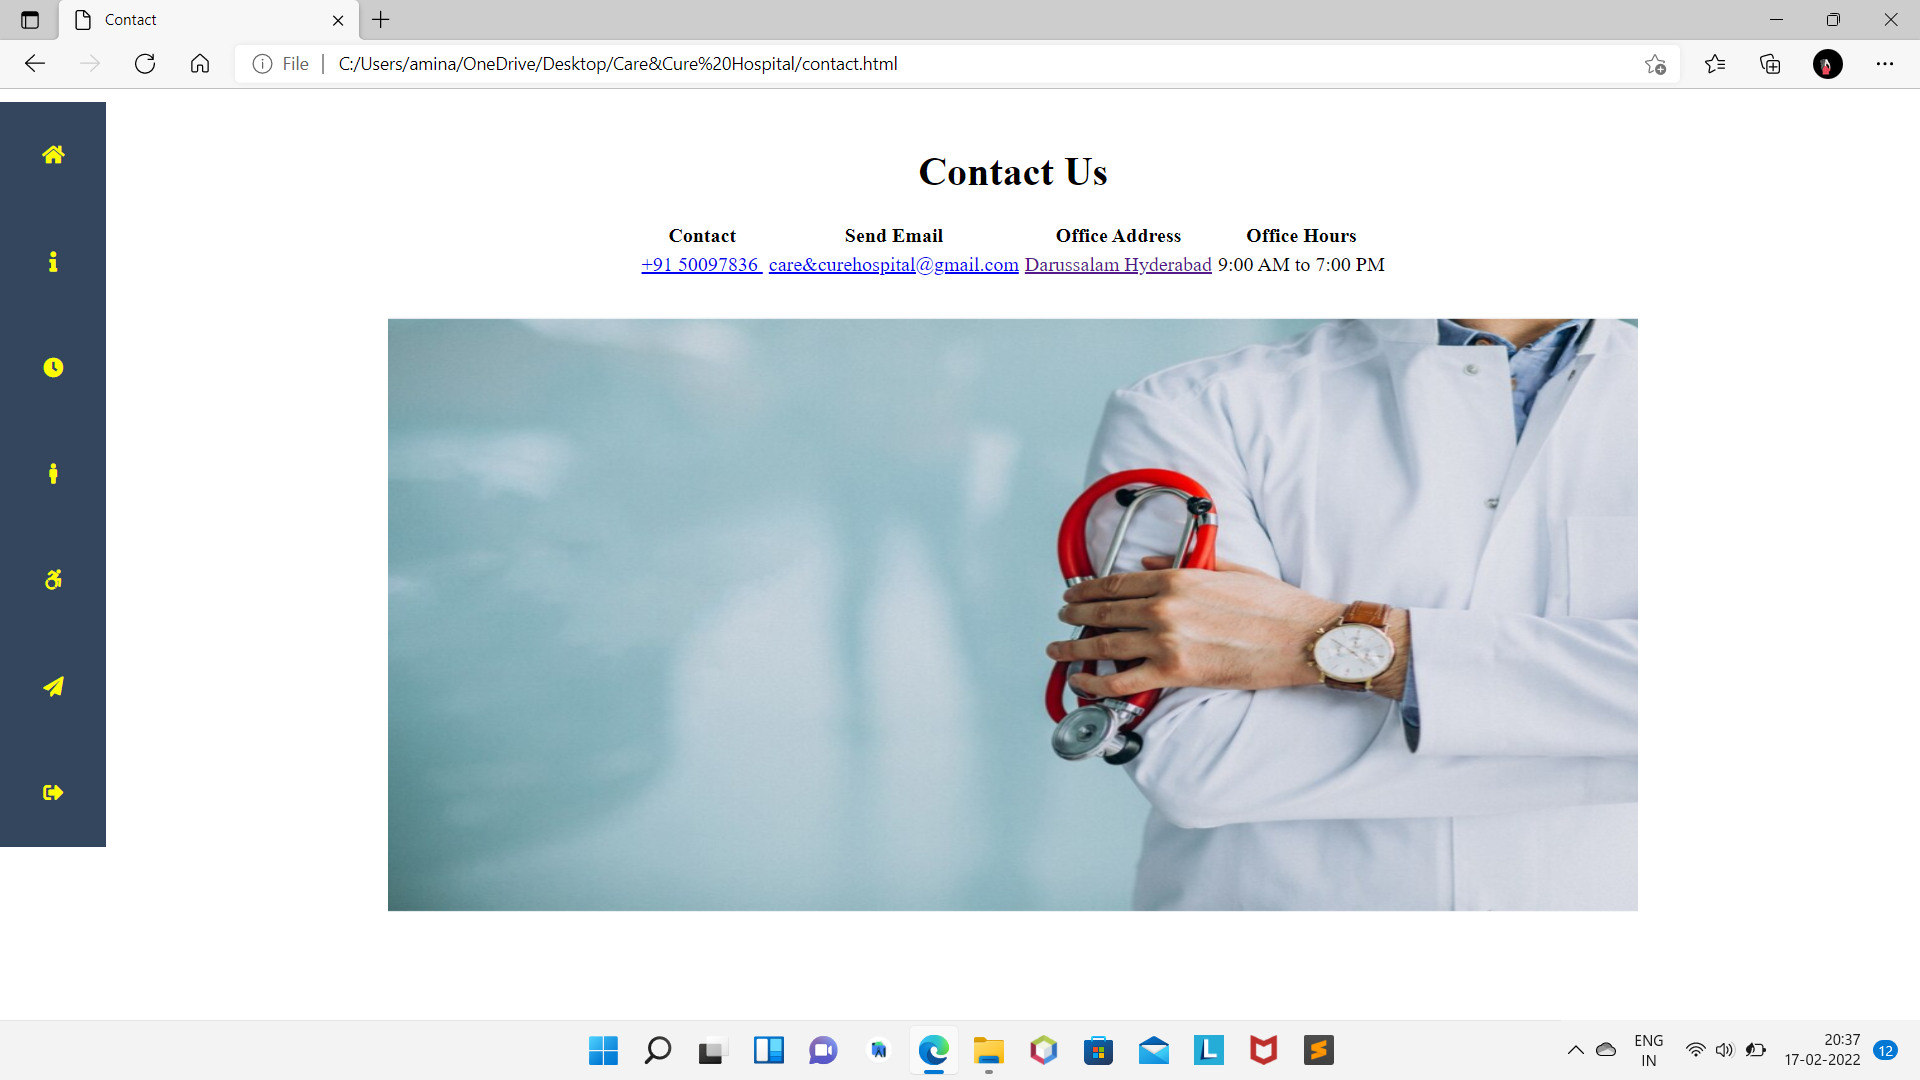 Contact
File
C:/Users/amina/OneDrive/Desktop/Care&Cure%20Hospital/contact.html
Contact Us
Contact Send Email Office Address Office Hours
+91 50097836 care&curehospital@gmail.com Darussalam Hyderabad 9:00 AM to 7:00 PM
ENG 20:37
IN 17-02-2022 12